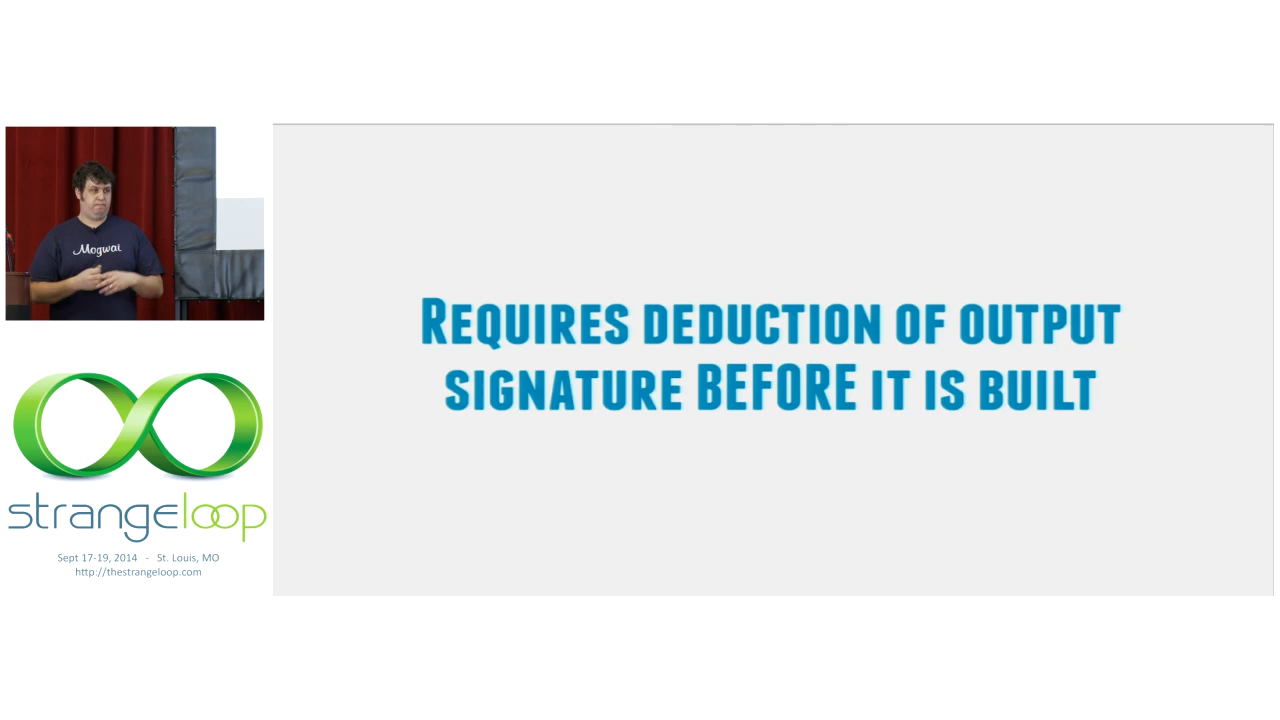 Mogwai
strangeloop
Sept 17-19, 2014 - St. Louis, MO
http://thestrangeloop.com
Requires deduction of output
signature BEFORE it is built